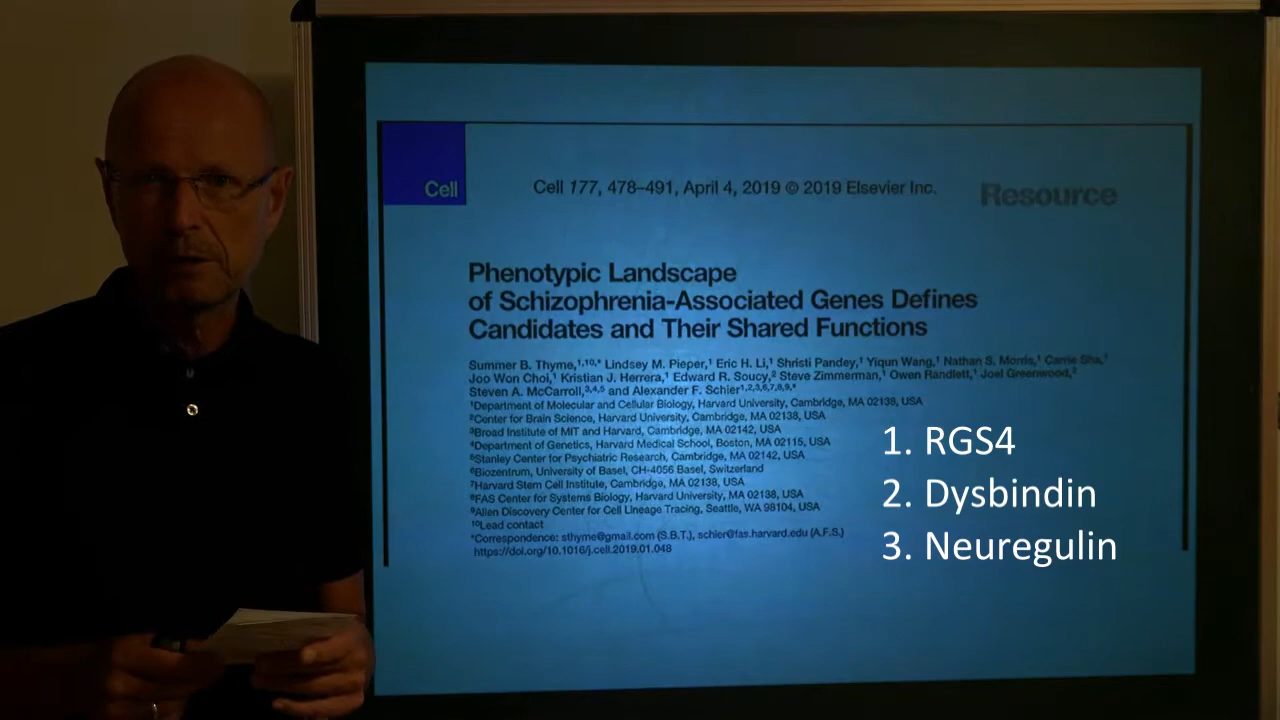 Cell
Cell 177, 478–491, April 4, 2019 © 2019 Elsevier Inc.
Resource
Phenotypic Landscape
of Schizophrenia-Associated Genes Defines
Candidates and Their Shared Functions
Summer B. Thyme,1,10,* Lindsey M. Pieper,1 Eric H. Li,1 Shristi Pandey,1 Yiqun Wang,1 Nathan S. Morris,1 Carrie Sha,1
Joo Won Choi,1 Kristian J. Herrera,1 Edward R. Soucy,2 Steve Zimmerman,1 Owen Randlett,1 Joel Greenwood,2
Steven A. McCarroll,3,4,5 and Alexander F. Schier1,2,3,6,7,8,9,*
1Department of Molecular and Cellular Biology, Harvard University, Cambridge, MA 02138, USA
2Center for Brain Science, Harvard University, Cambridge, MA 02138, USA
3Broad Institute of MIT and Harvard, Cambridge, MA 02142, USA
4Department of Genetics, Harvard Medical School, Boston, MA 02115, USA
5Stanley Center for Psychiatric Research, Cambridge, MA 02142, USA
6Biozentrum, University of Basel, CH-4056 Basel, Switzerland
7Harvard Stem Cell Institute, Cambridge, MA 02138, USA
8FAS Center for Systems Biology, Harvard University, MA 02138, USA
9Allen Discovery Center for Cell Lineage Tracing, Seattle, WA 98104, USA
10Lead contact
*Correspondence: sthyme@gmail.com (S.B.T.), schier@fas.harvard.edu (A.F.S.)
https://doi.org/10.1016/j.cell.2019.01.048
1. RGS4
2. Dysbindin
3. Neuregulin